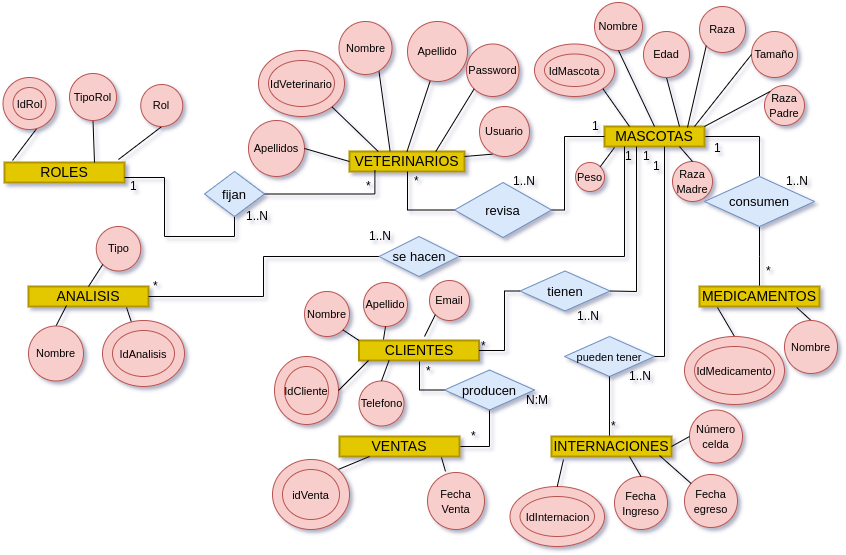 Nombre
Raza
Nombre
Apellido
Edad
Tamaño
IdMascota
Password
IdVeterinario
IdRol
TipoRol
Rol
Raza
Padre
Usuario
Apellidos
1
MASCOTAS
VETERINARIOS
1
1
1
1
ROLES
Peso
Raza
Madre
1
*
*
1..N
1..N
fijan
revisa
consumen
1..N
1..N
Tipo
se hacen
*
*
ANALISIS
tienen
MEDICAMENTOS
Apellido
Email
Nombre
1..N
*
CLIENTES
Nombre
IdAnalisis
pueden tener
Nombre
*
1..N
IdMedicamento
IdCliente
producen
Telefono
N:M
*
*
Número
celda
VENTAS
INTERNACIONES
idVenta
Fecha
Venta
IdInternacion
Fecha
Ingreso
Fecha
egreso